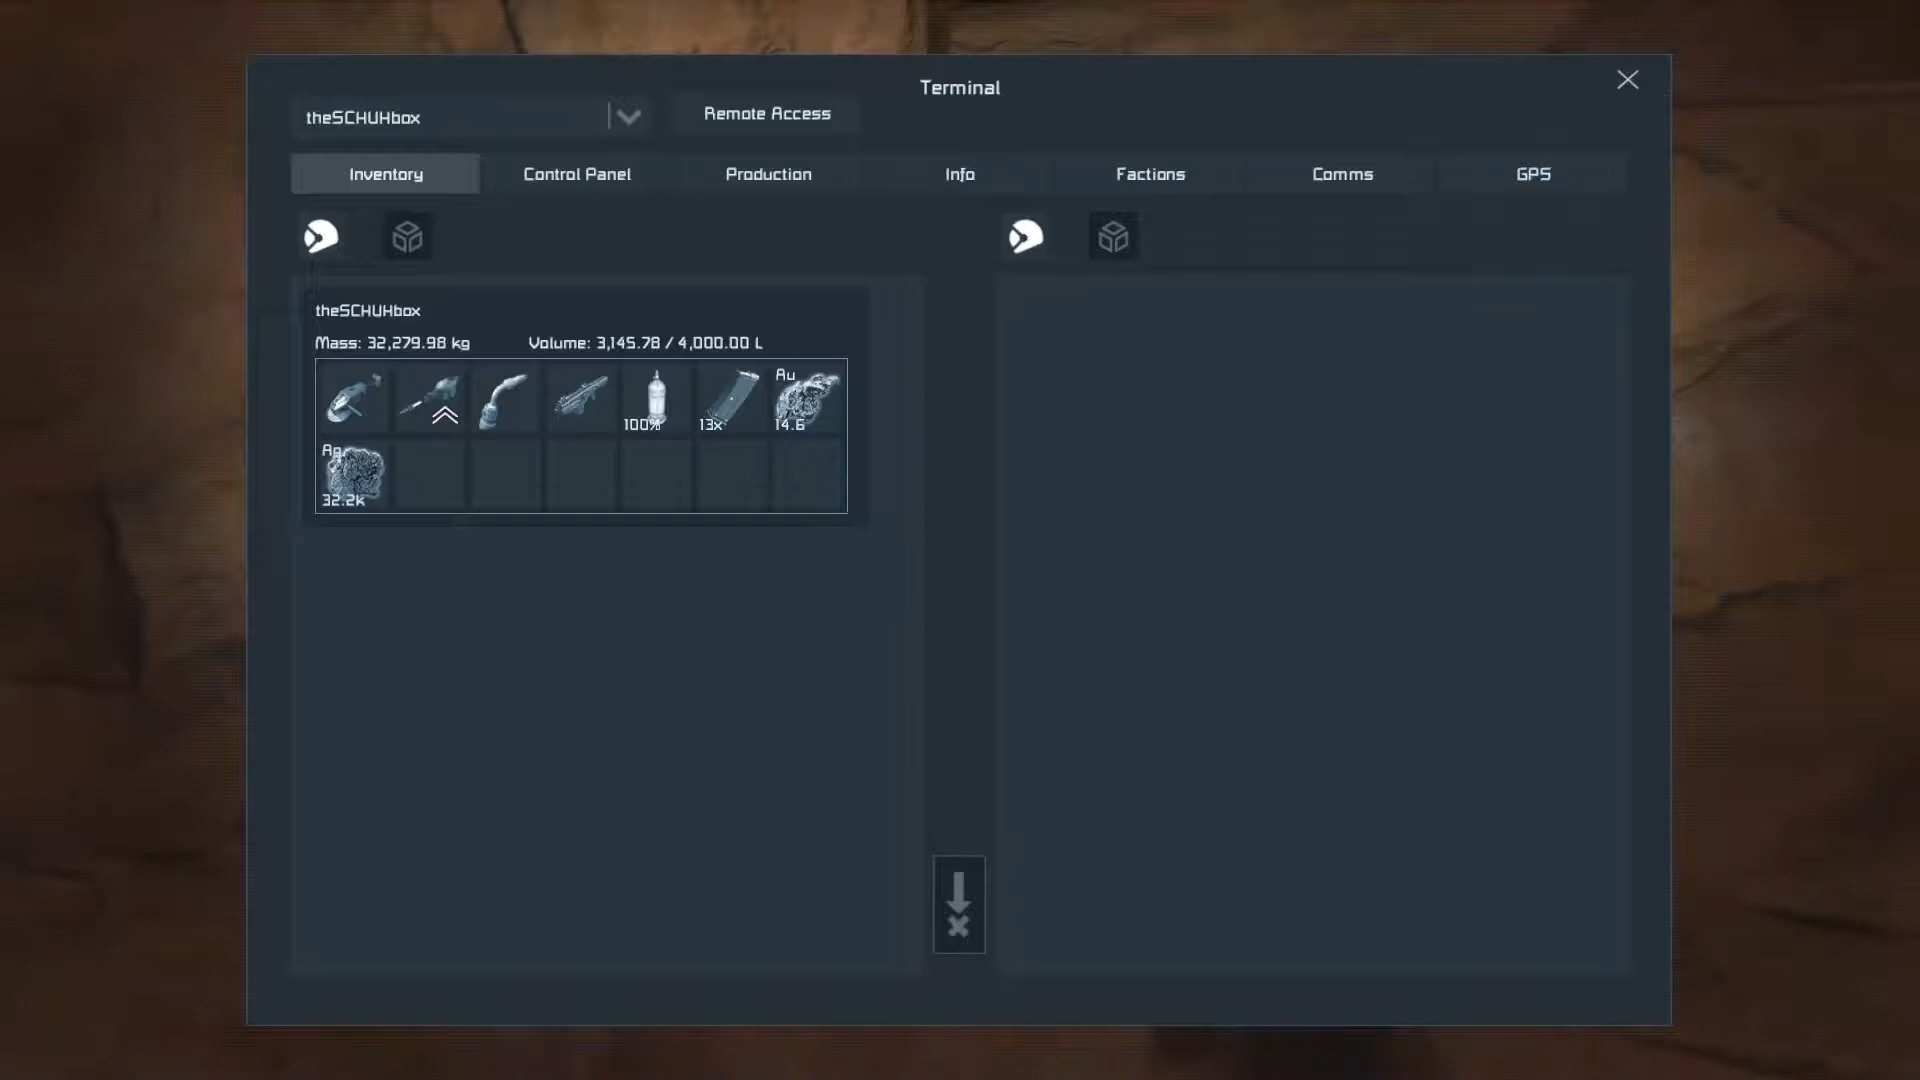 Terminal
theSCHUHbox
Remote Access
Inventory
Control Panel
Production
Info
Factions
Comms
GPS
theSCHUHbox
Mass: 32,279.98 kg
Volume: 3,145.78 / 4,000.00 L
Au
100%
13x
14.6
Ag
32.2k